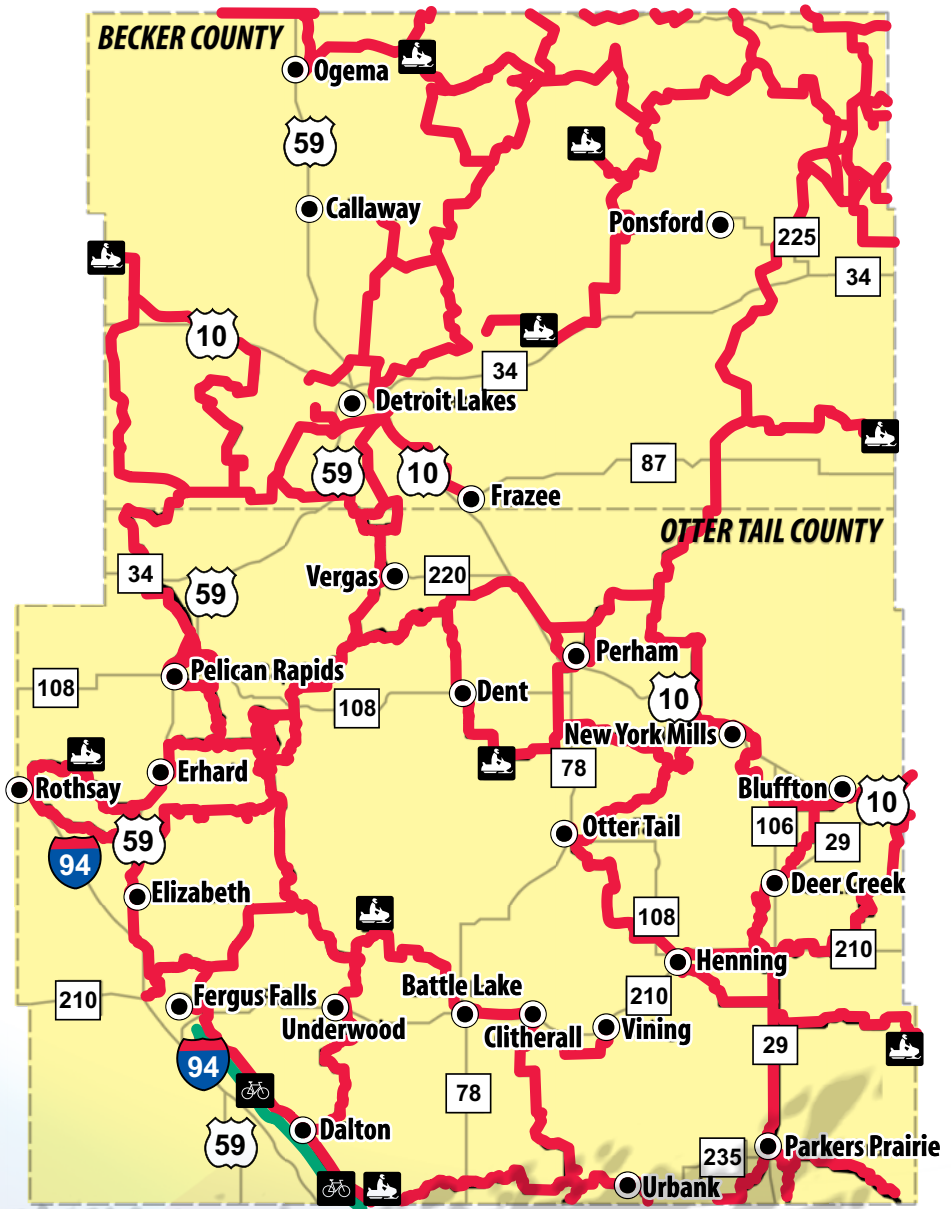 BECKER COUNTY
Ogema
59
Callaway
Ponsford
225
34
10
34
Detroit Lakes
59
10
87
Frazee
OTTER TAIL COUNTY
34
59
Vergas
220
Perham
Pelican Rapids
108
Dent
108
10
New York Mills
78
Erhard
Rothsay
Bluffton
10
59
106
94
29
Otter Tail
Elizabeth
Deer Creek
108
210
Henning
Battle Lake
210
Fergus Falls
210
Underwood
Clitherall
Vining
94
29
78
59
Dalton
235
Parkers Prairie
Urbank